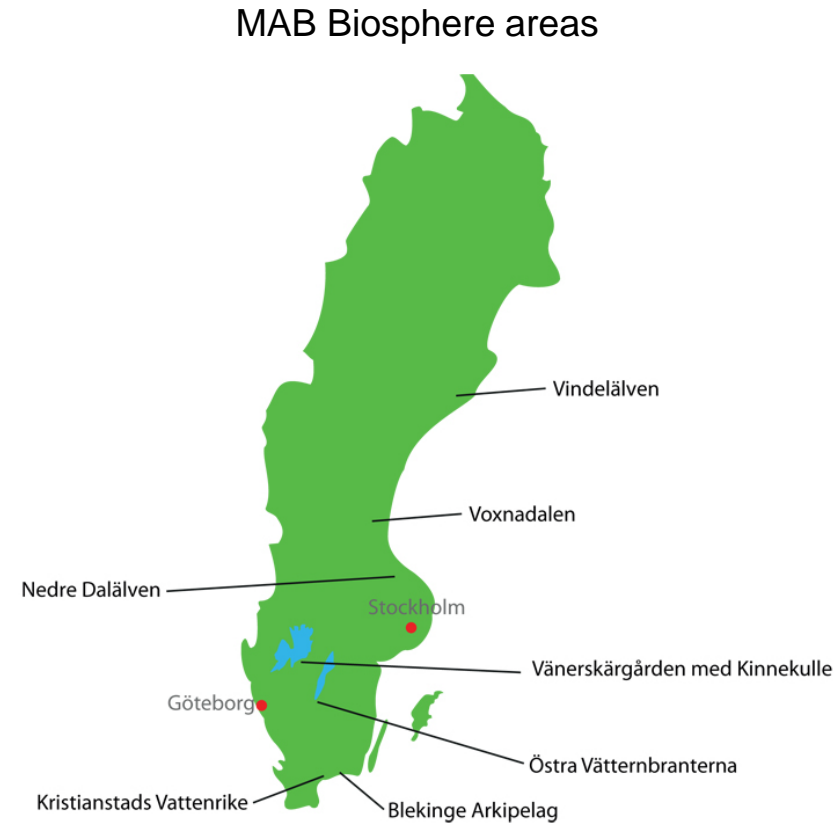 MAB Biosphere areas
Vindelälven
Voxnadalen
Nedre Dalälven
Stockholm
Vänerskärgården med Kinnekulle
Göteborg
Östra Vätternbranterna
Kristianstads Vattenrike
Blekinge Arkipelag